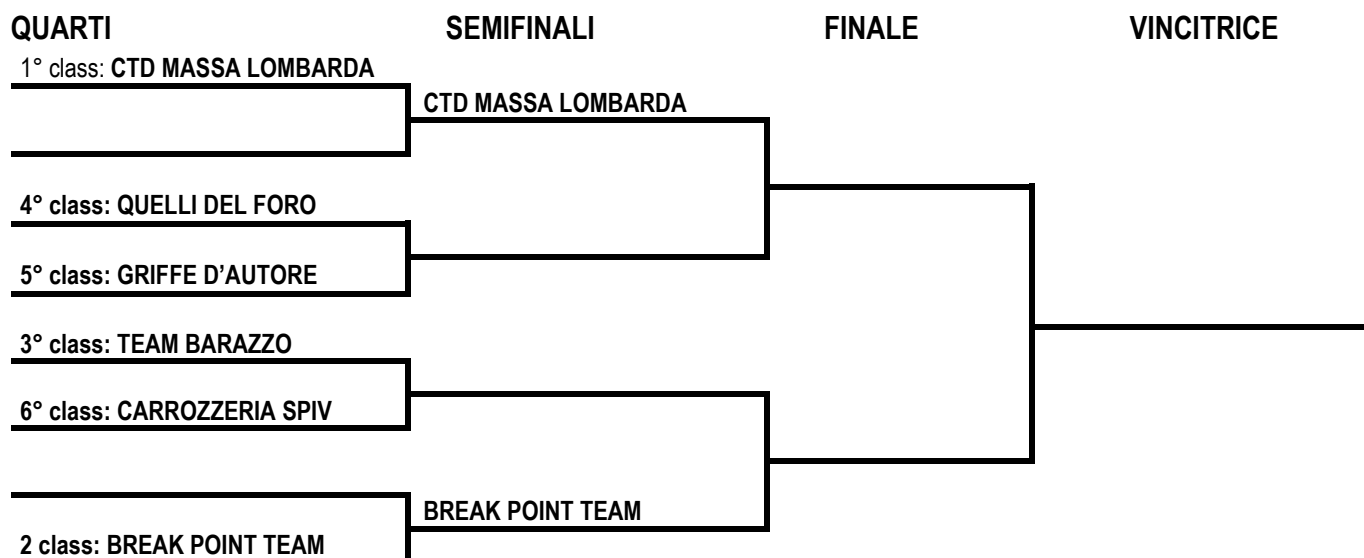 QUARTI SEMIFINALI FINALE VINCITRICE
1° class: CTD MASSA LOMBARDA
CTD MASSA LOMBARDA
4° class: QUELLI DEL FORO
5° class: GRIFFE D’AUTORE
3° class: TEAM BARAZZO
6° class: CARROZZERIA SPIV
BREAK POINT TEAM
2 class: BREAK POINT TEAM